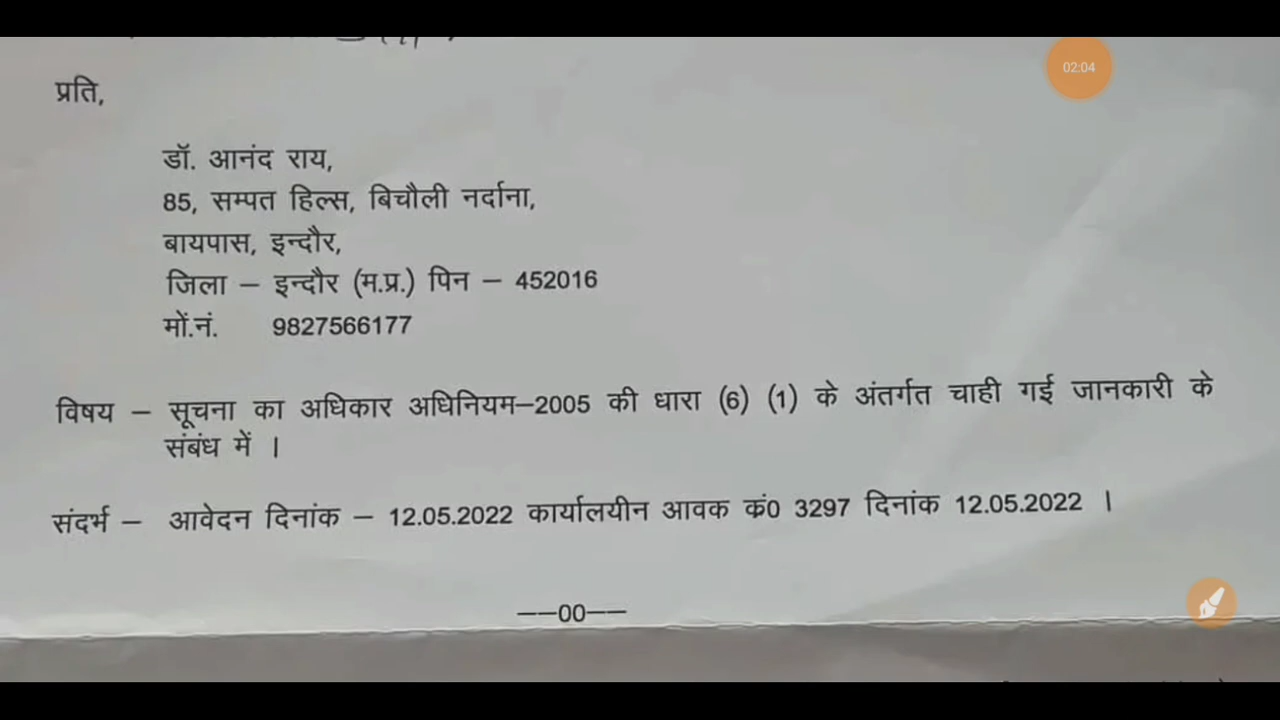 02:04
प्रति,
डॉ. आनंद राय,
85, सम्पत हिल्स, बिचौली नर्दाना,
बायपास, इन्दौर,
जिला – इन्दौर (म.प्र.) पिन – 452016
मों.नं. 9827566177
विषय – सूचना का अधिकार अधिनियम–2005 की धारा (6) (1) के अंतर्गत चाही गई जानकारी के
संबंध में ।
संदर्भ – आवेदन दिनांक – 12.05.2022 कार्यालयीन आवक कं0 3297 दिनांक 12.05.2022 ।
––00––